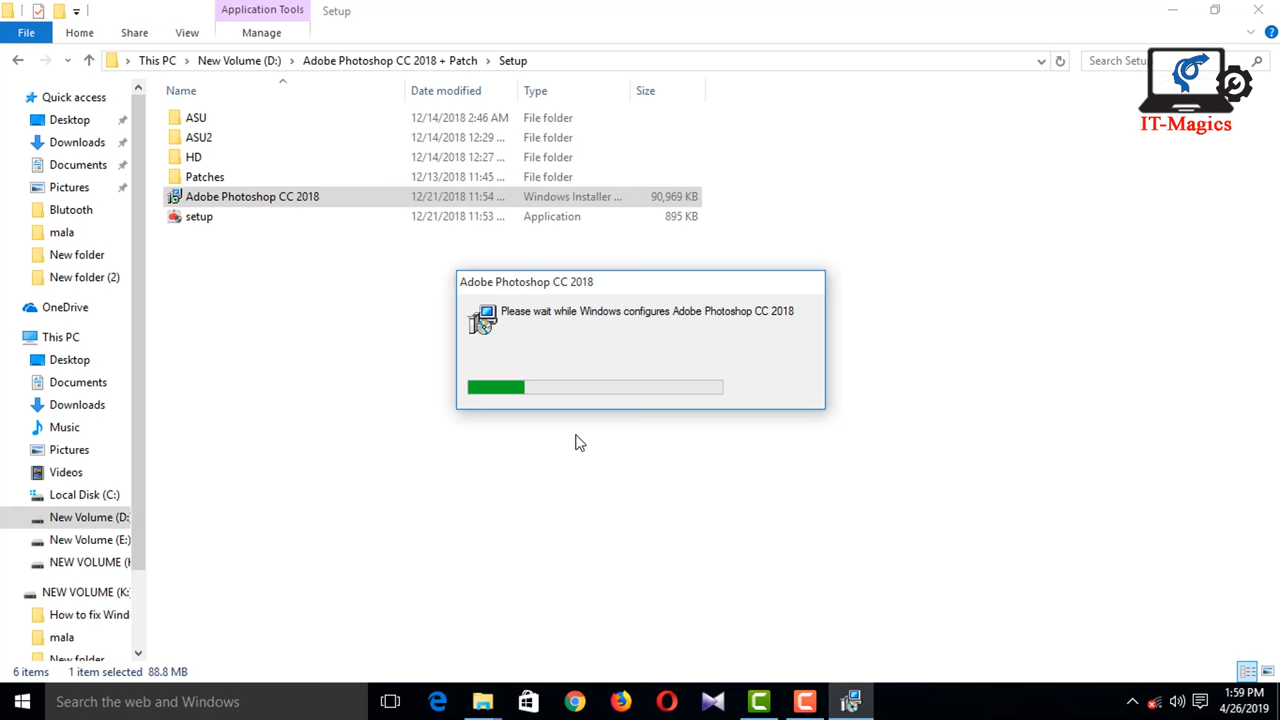 Application Tools Setup
File Home Share View Manage
This PC New Volume (D:) Adobe Photoshop CC 2018 + Patch Setup Search Setu
IT-Magics
Name Date modified Type Size
Quick access
Desktop
Downloads
Documents
Pictures
Blutooth
mala
New folder
New folder (2)
OneDrive
This PC
Desktop
Documents
Downloads
Music
Pictures
Videos
Local Disk (C:)
New Volume (D:
New Volume (E:)
NEW VOLUME (K:
How to fix Wind
mala
New folder
ASU 12/14/2018 2:46 AM File folder
ASU2 12/14/2018 12:29 ... File folder
HD 12/14/2018 12:27 ... File folder
Patches 12/13/2018 11:45 ... File folder
Adobe Photoshop CC 2018 12/21/2018 11:54 ... Windows Installer ... 90,969 KB
setup 12/21/2018 11:53 ... Application 895 KB
Adobe Photoshop CC 2018
Please wait while Windows configures Adobe Photoshop CC 2018
6 items 1 item selected 88.8 MB
Search the web and Windows
1:59 PM
4/26/2019